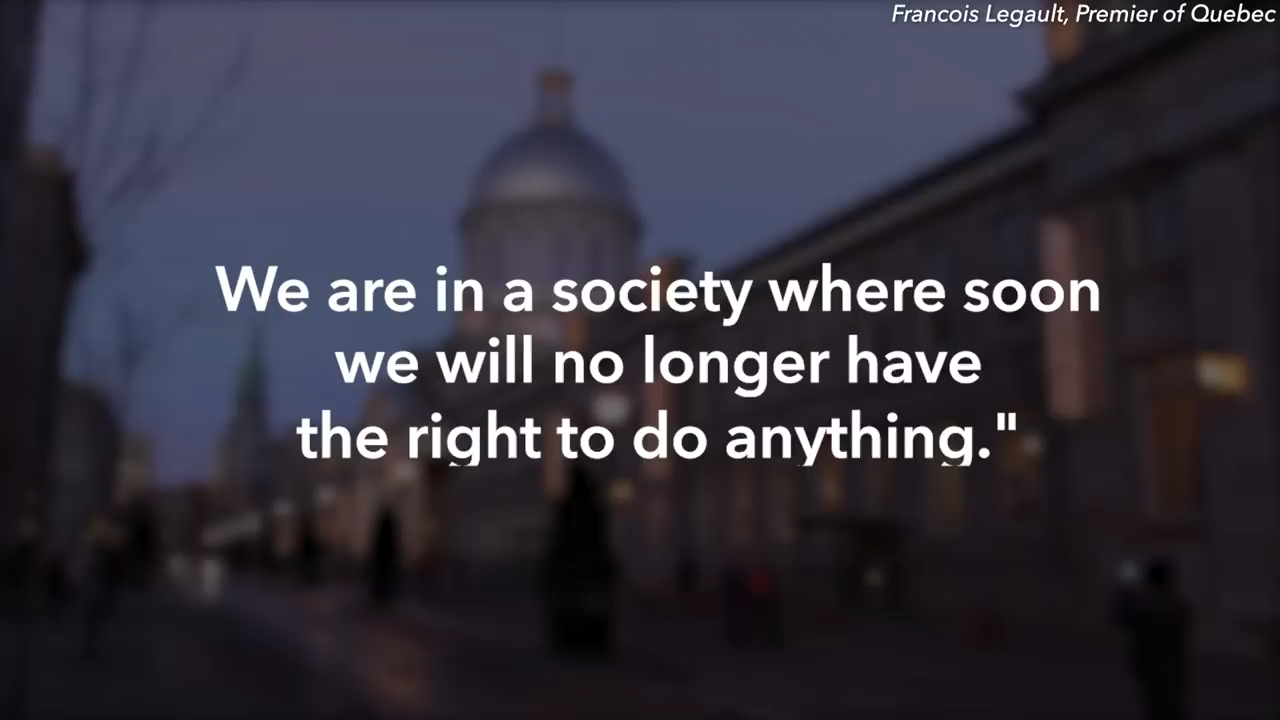 Francois Legault, Premier of Quebec
We are in a society where soon
we will no longer have
the right to do anything."